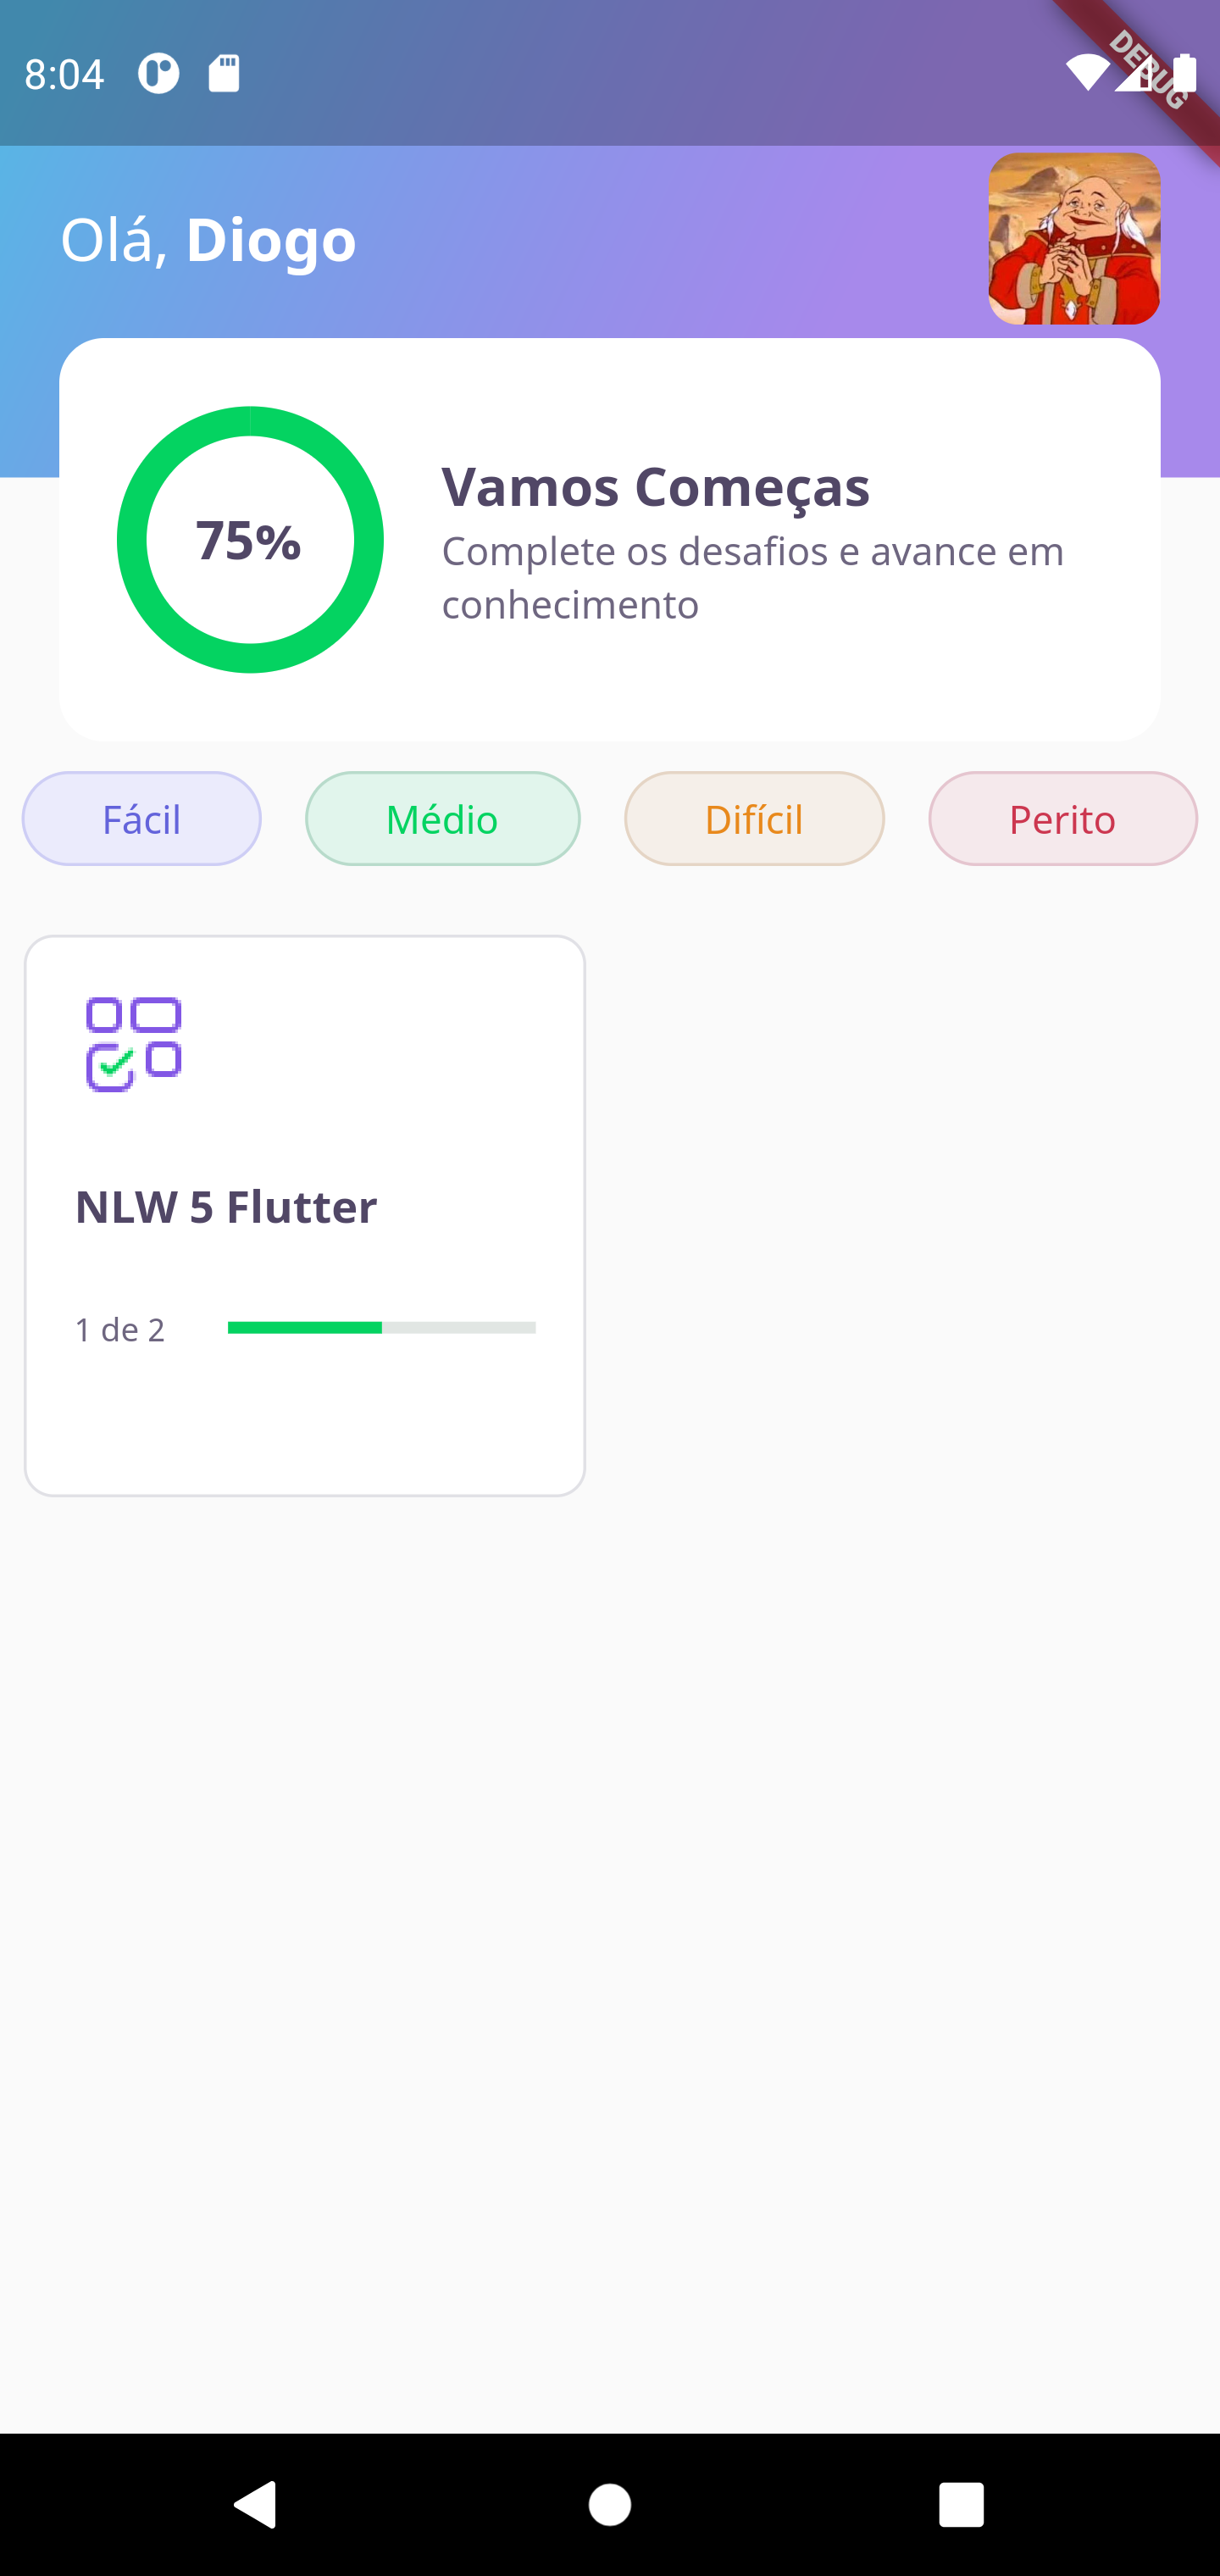 8:04
DEBUG
Olá, Diogo
75%
Vamos Começas
Complete os desafios e avance em
conhecimento
Fácil
Médio
Difícil
Perito
NLW 5 Flutter
1 de 2